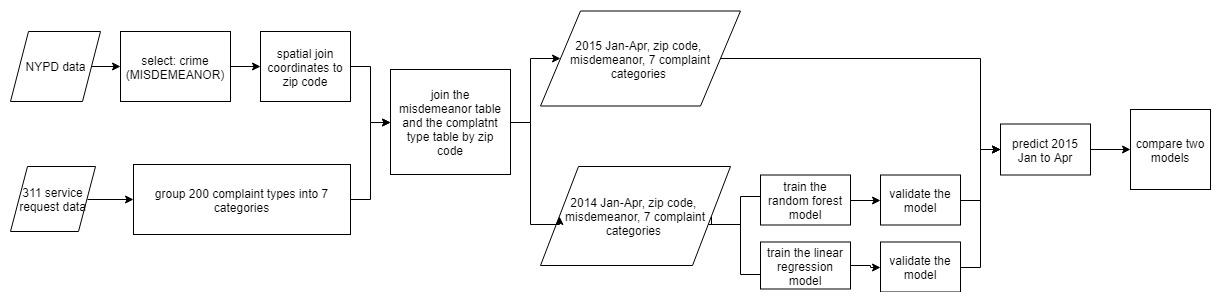 NYPD data
select: crime
(MISDEMEANOR)
spatial join
coordinates to
zip code
311 service
request data
group 200 complaint types into 7
categories
join the
misdemeanor table
and the complatnt
type table by zip
code
2015 Jan-Apr, zip code,
misdemeanor, 7 complaint
categories
2014 Jan-Apr, zip code,
misdemeanor, 7 complaint
categories
train the
random forest
model
validate the
model
train the linear
regression
model
validate the
model
predict 2015
Jan to Apr
compare two
models